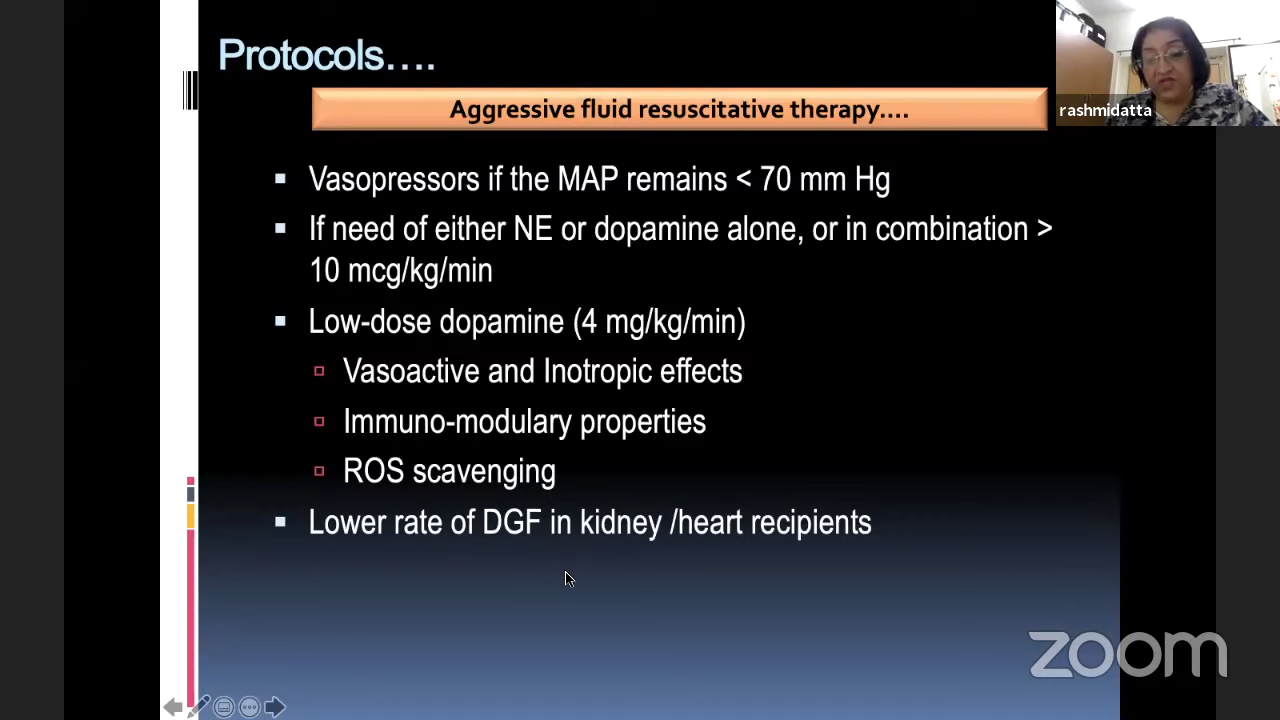 Protocols....
rashmidatta
Aggressive fluid resuscitative therapy....
Vasopressors if the MAP remains < 70 mm Hg
If need of either NE or dopamine alone, or in combination >
10 mcg/kg/min
Low-dose dopamine (4 mg/kg/min)
Vasoactive and Inotropic effects
Immuno-modulary properties
ROS scavenging
Lower rate of DGF in kidney /heart recipients
zoom